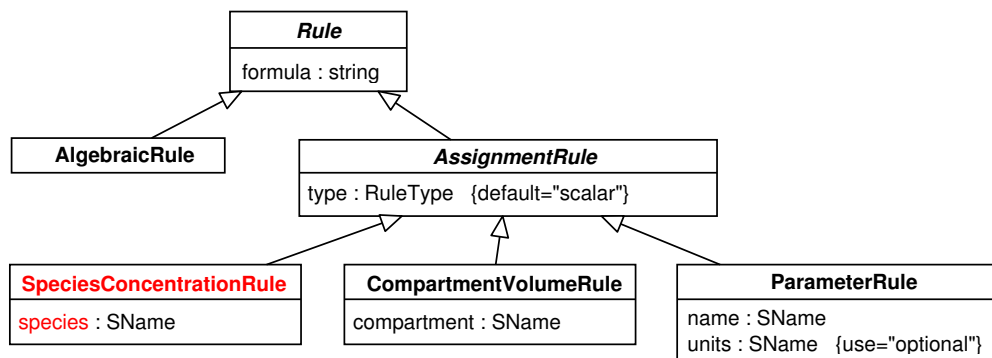 Rule
formula : string
AlgebraicRule
AssignmentRule
type : RuleType {default="scalar"}
SpeciesConcentrationRule
species : SName
CompartmentVolumeRule
compartment : SName
ParameterRule
name : SName
units : SName {use="optional"}